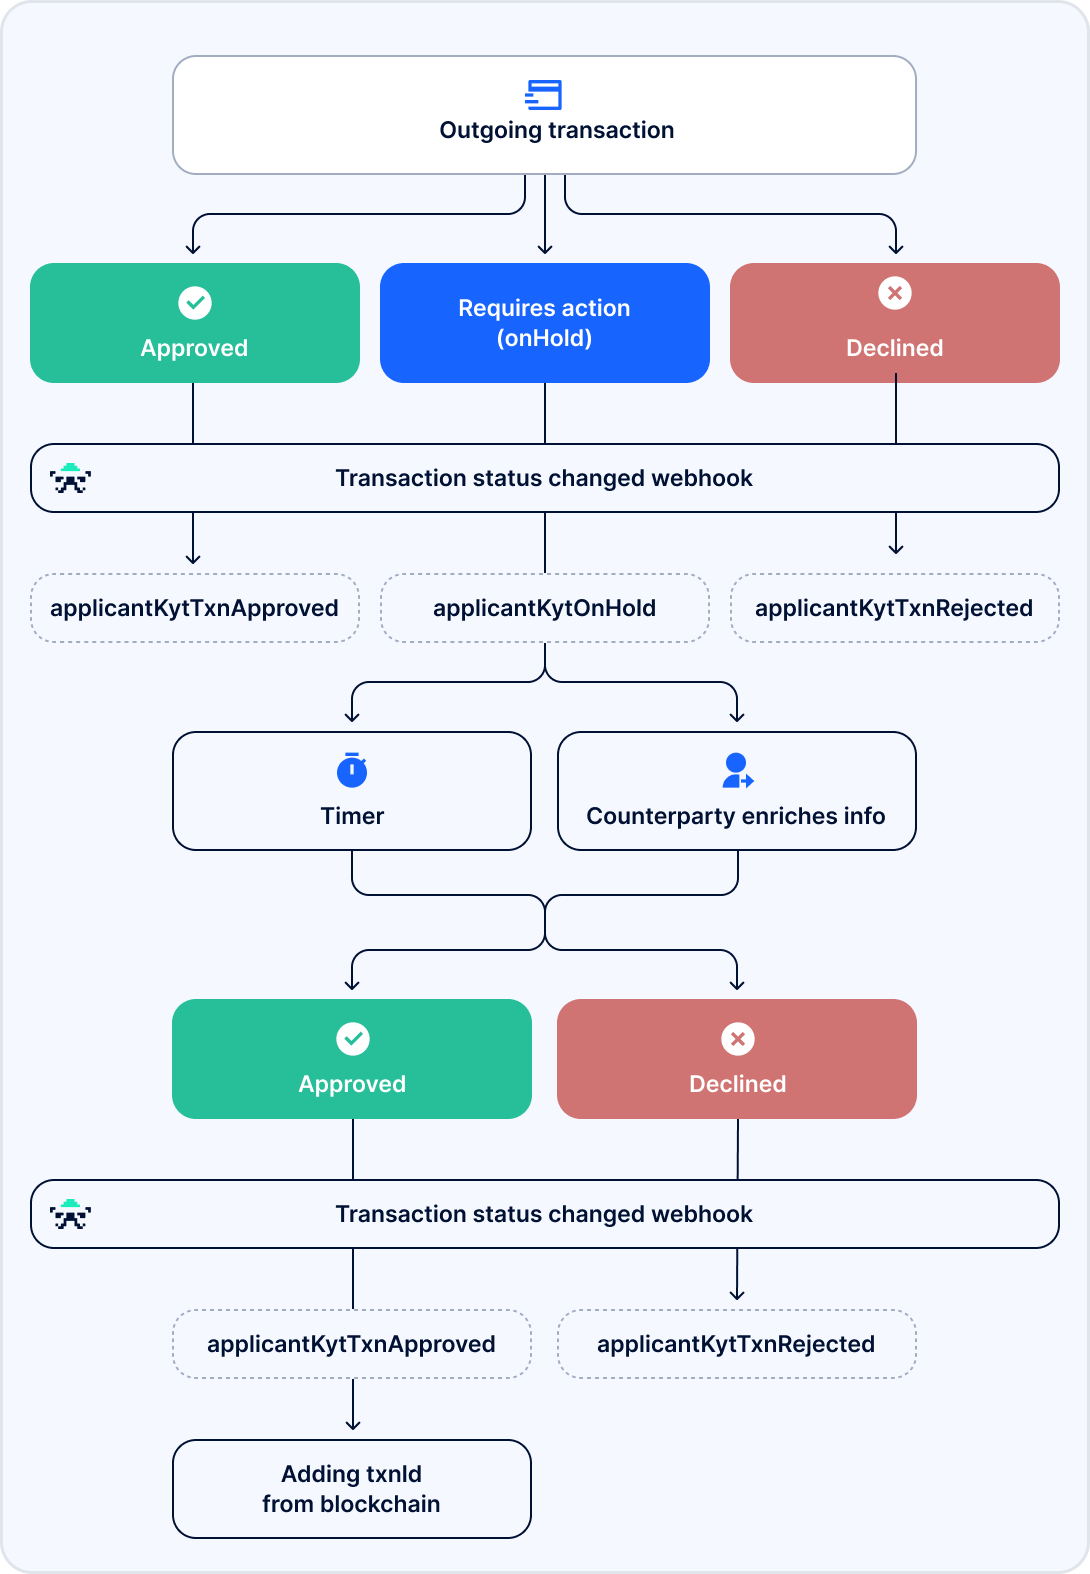 Outgoing transaction
Approved
Requires action
(onHold)
Declined
Transaction status changed webhook
applicantKytTxnApproved
applicantKytOnHold
applicantKytTxnRejected
Timer
Counterparty enriches info
Approved
Declined
Transaction status changed webhook
applicantKytTxnApproved
applicantKytTxnRejected
Adding txnId
from blockchain